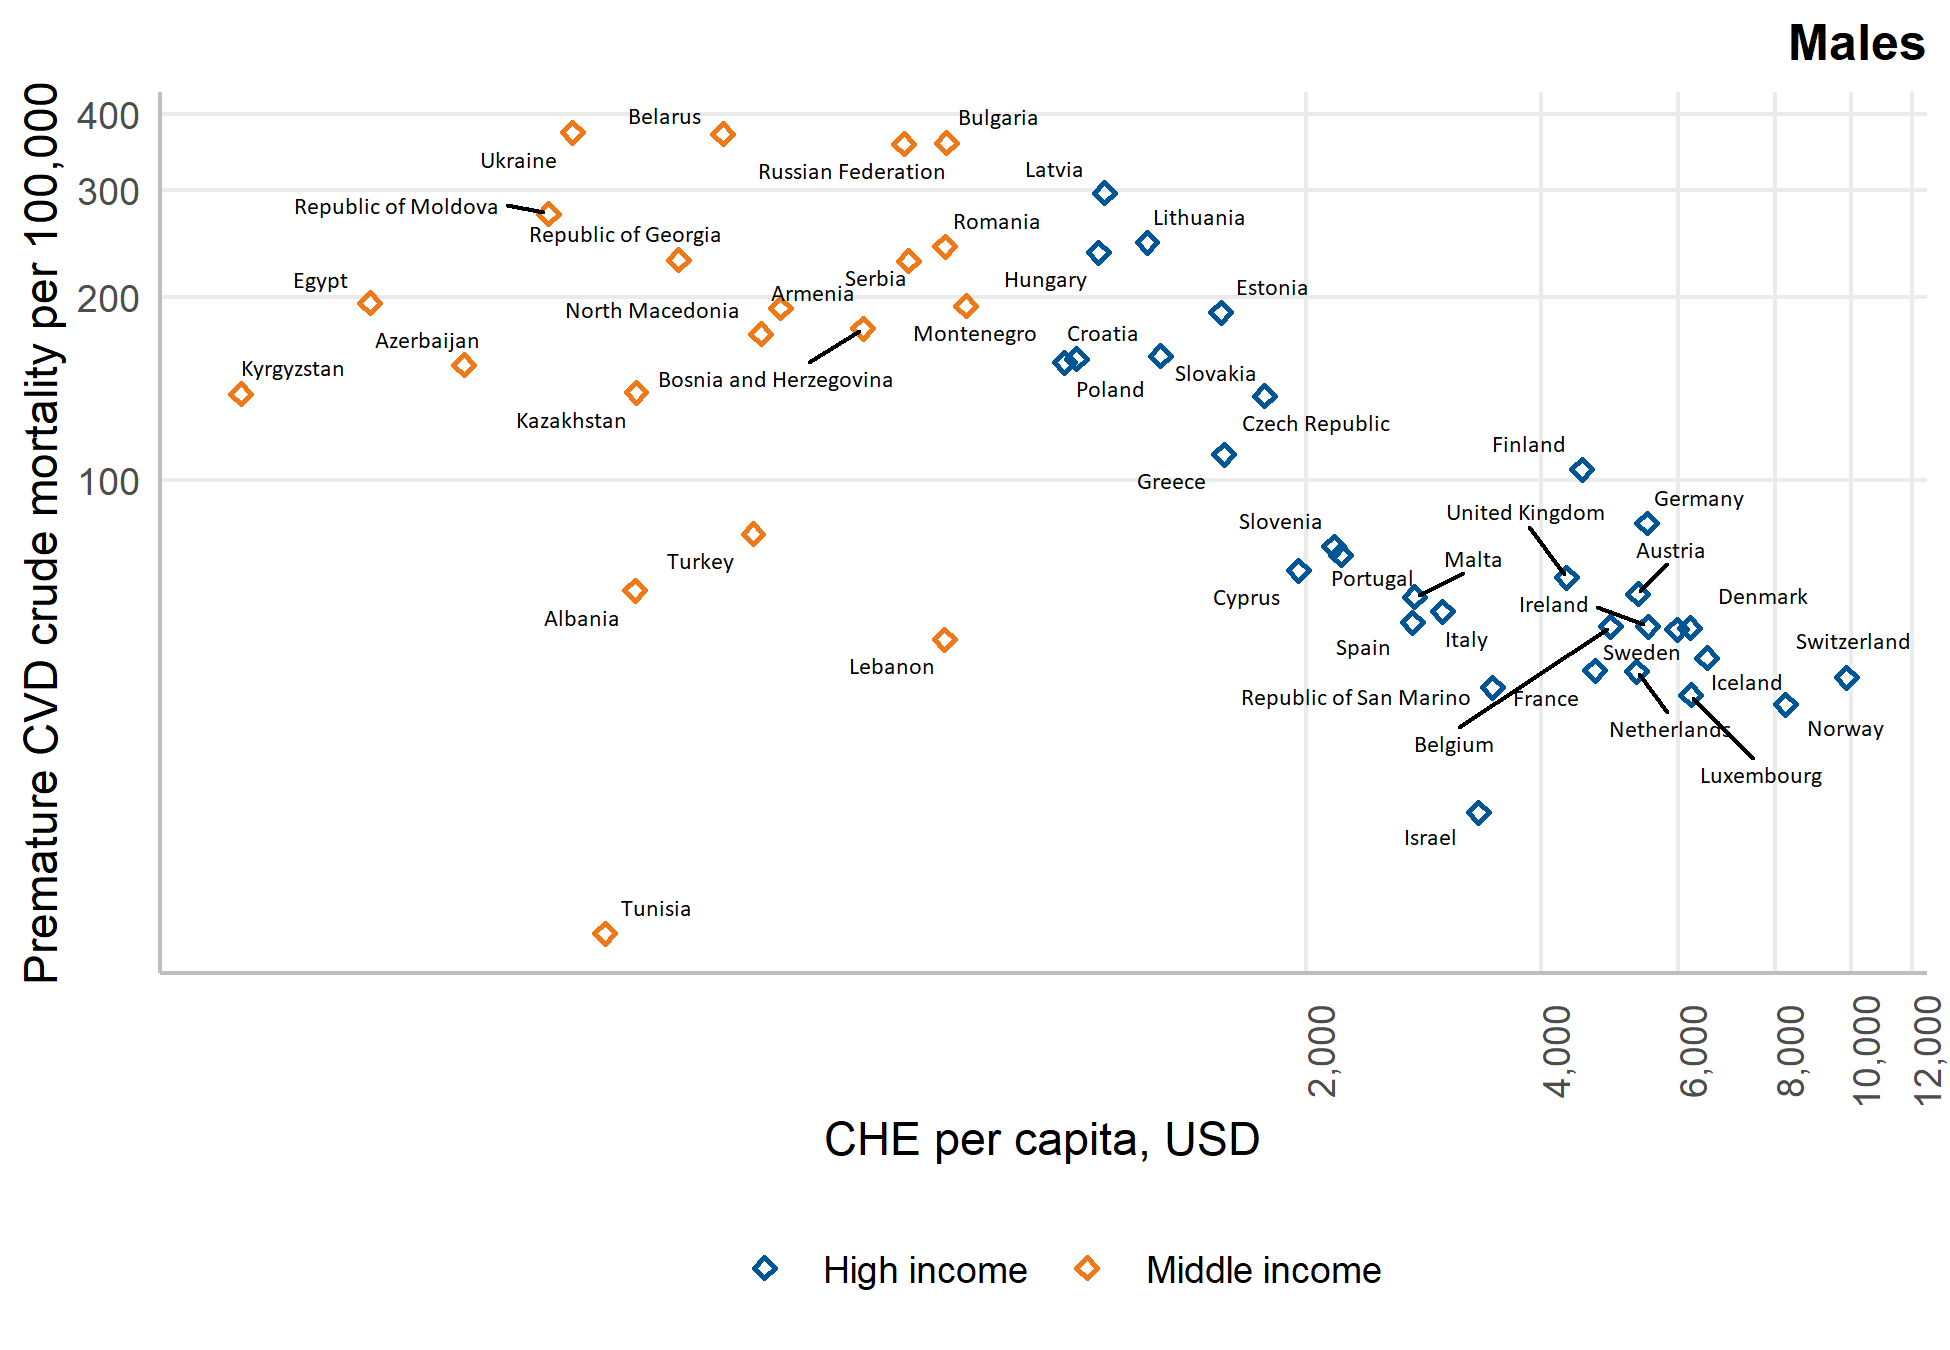 Males
Premature CVD crude mortality per 100,000
400
300
200
100
Belarus
Bulgaria
Ukraine
Russian Federation
Latvia
Republic of Moldova
Lithuania
Romania
Republic of Georgia
Egypt
Serbia
Hungary
Estonia
Armenia
North Macedonia
Montenegro
Croatia
Azerbaijan
Kyrgyzstan
Slovakia
Bosnia and Herzegovina
Poland
Kazakhstan
Czech Republic
Finland
Greece
Germany
United Kingdom
Slovenia
Austria
Turkey
Malta
Portugal
Cyprus
Denmark
Ireland
Albania
Italy
Switzerland
Spain
Sweden
Lebanon
Iceland
Republic of San Marino
France
Netherlands
Norway
Belgium
Luxembourg
Israel
Tunisia
2,000
4,000
6,000
8,000
10,000
12,000
CHE per capita, USD
High income
Middle income